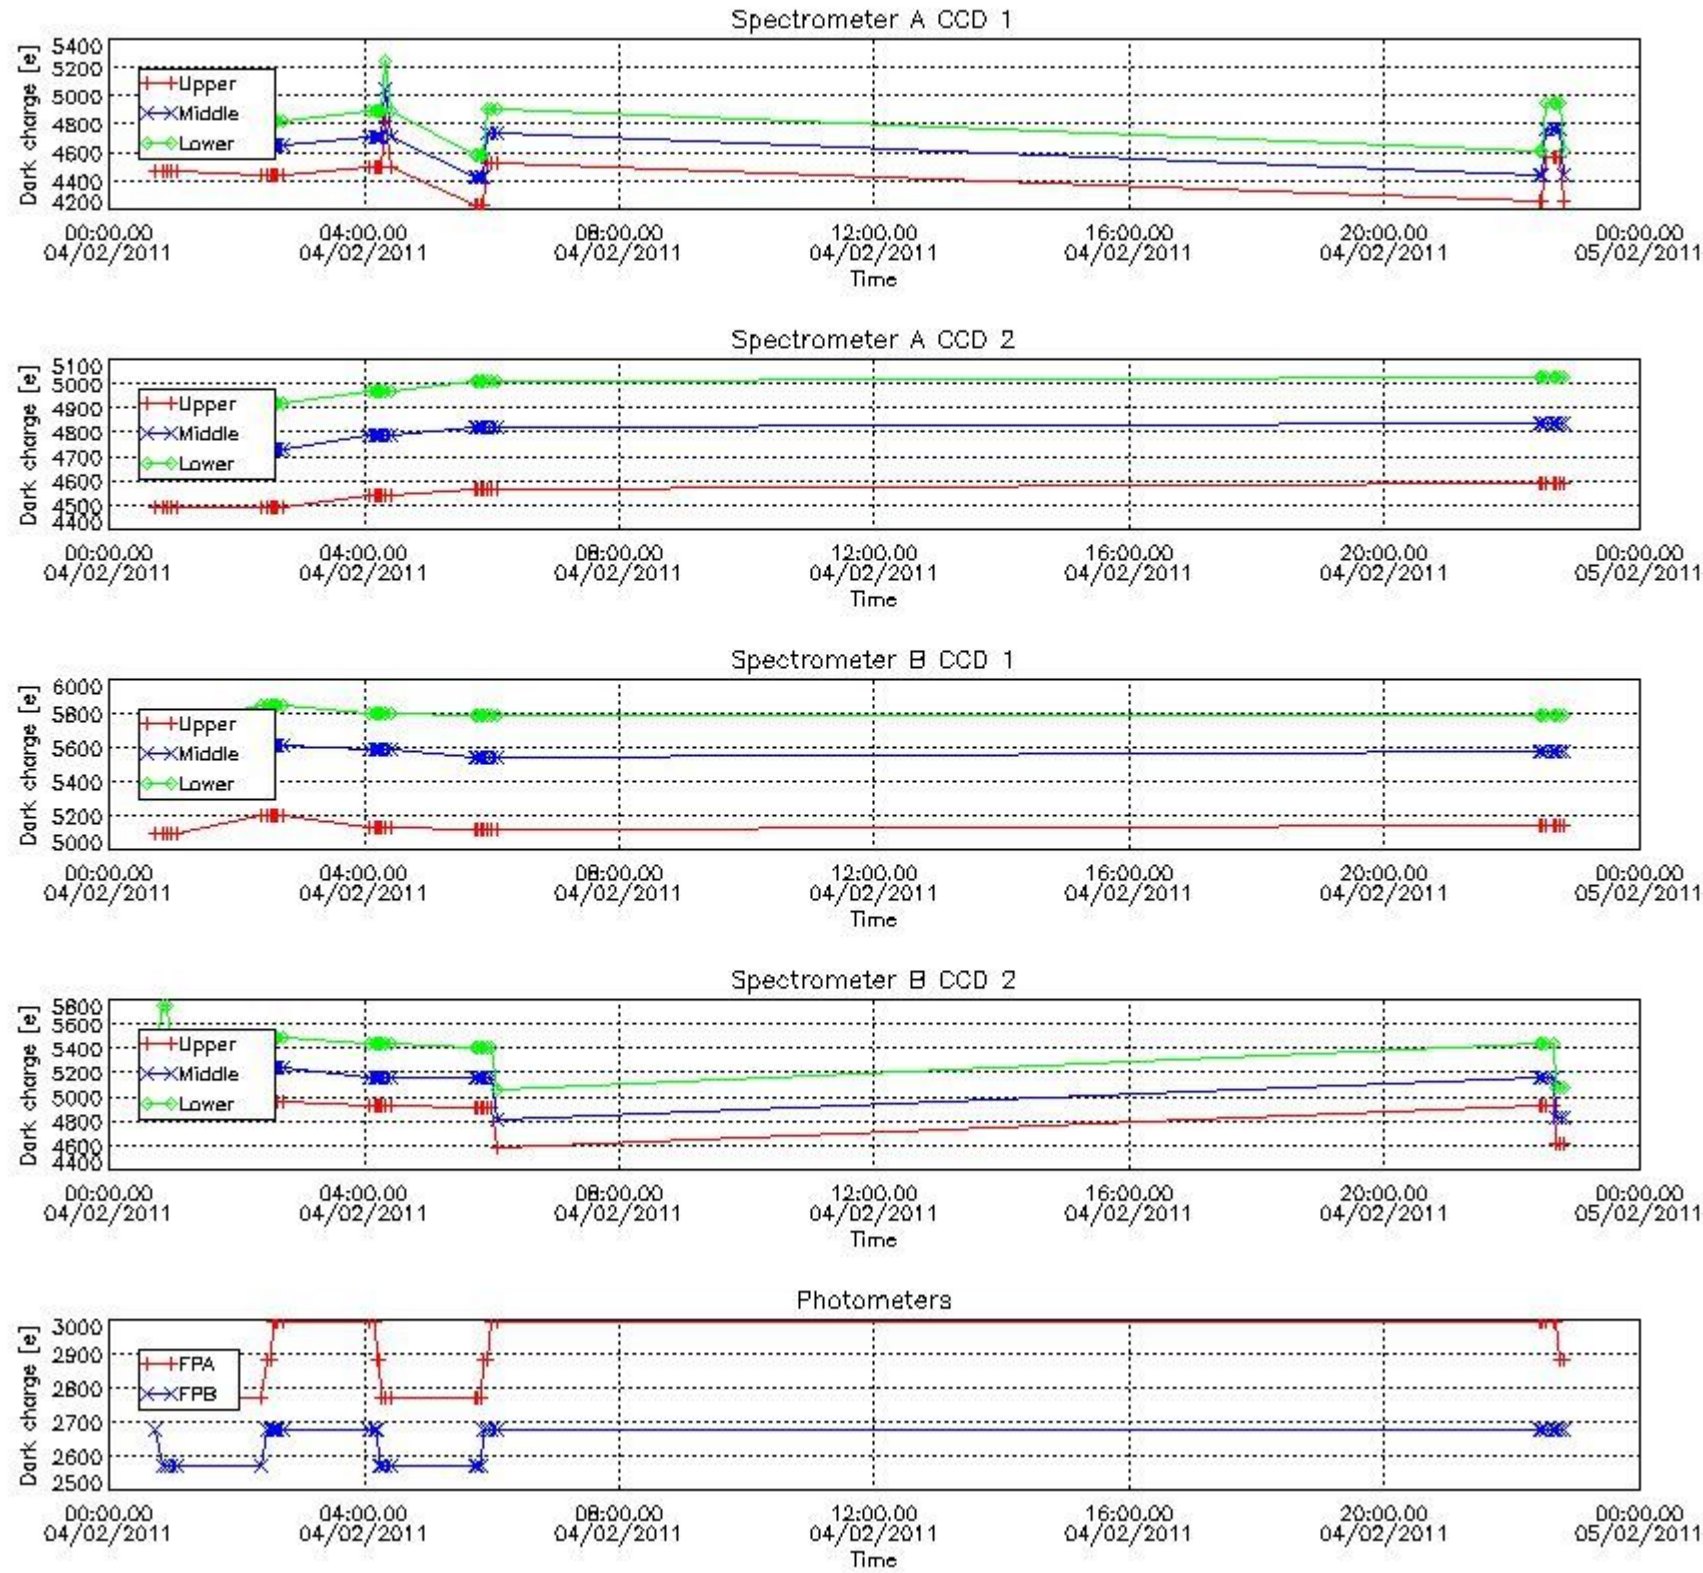 Spectrometer A CCD 1
Dark charge [e]
5400
5200
5000
4800
4600
4400
4200
Upper
Middle
Lower
00:00.00 04:00.00 08:00.00 12:00.00 16:00.00 20:00.00 00:00.00
04/02/2011 04/02/2011 04/02/2011 04/02/2011 04/02/2011 04/02/2011 05/02/2011
Time
Spectrometer A CCD 2
Dark charge [e]
5100
5000
4900
4800
4700
4600
4500
4400
Upper
Middle
Lower
00:00.00 04:00.00 08:00.00 12:00.00 16:00.00 20:00.00 00:00.00
04/02/2011 04/02/2011 04/02/2011 04/02/2011 04/02/2011 04/02/2011 05/02/2011
Time
Spectrometer B CCD 1
Dark charge [e]
6000
5800
5600
5400
5200
5000
Upper
Middle
Lower
00:00.00 04:00.00 08:00.00 12:00.00 16:00.00 20:00.00 00:00.00
04/02/2011 04/02/2011 04/02/2011 04/02/2011 04/02/2011 04/02/2011 05/02/2011
Time
Spectrometer B CCD 2
Dark charge [e]
5800
5600
5400
5200
5000
4800
4600
4400
Upper
Middle
Lower
00:00.00 04:00.00 08:00.00 12:00.00 16:00.00 20:00.00 00:00.00
04/02/2011 04/02/2011 04/02/2011 04/02/2011 04/02/2011 04/02/2011 05/02/2011
Time
Photometers
Dark charge [e]
3000
2900
2800
2700
2600
2500
FPA
FPB
00:00.00 04:00.00 08:00.00 12:00.00 16:00.00 20:00.00 00:00.00
04/02/2011 04/02/2011 04/02/2011 04/02/2011 04/02/2011 04/02/2011 05/02/2011
Time